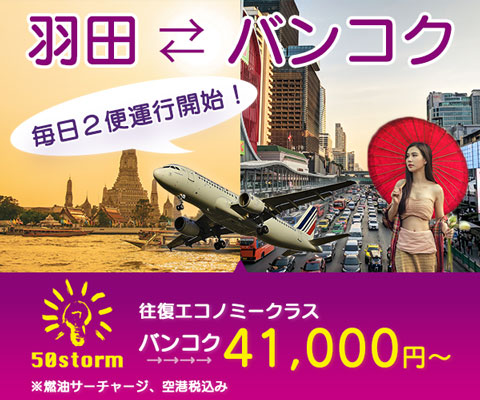 羽田 ⇄ バンコク
毎日2便運行開始!
往復エコノミークラス
バンコク
→→→→ 41,000円～
50storm
※燃油サーチャージ、空港税込み